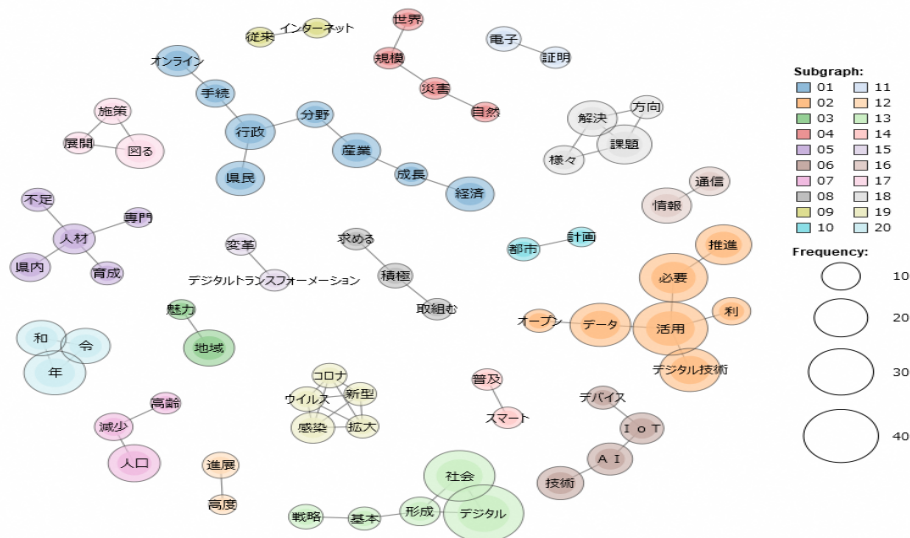 世界
インターネット
従来
電子
証明
規模
オンライン
手続
災害
自然
施策
展開
図る
行政
分野
産業
県民
成長
経済
方向
解決
課題
様々
通信
情報
不足
人材
専門
県内
育成
変革
デジタルトランスフォーメーション
求める
積極
取組む
都市
計画
推進
必要
利
オープン
データ
活用
デジタル技術
魅力
地域
和
令
年
コロナ
ウイルス
新型
感染
拡大
普及
スマート
デバイス
IoT
AI
技術
高齢
減少
人口
進展
高度
社会
戦略
基本
形成
デジタル
Subgraph:
01 11
02 12
03 13
04 14
05 15
06 16
07 17
08 18
09 19
10 20
Frequency:
10
20
30
40